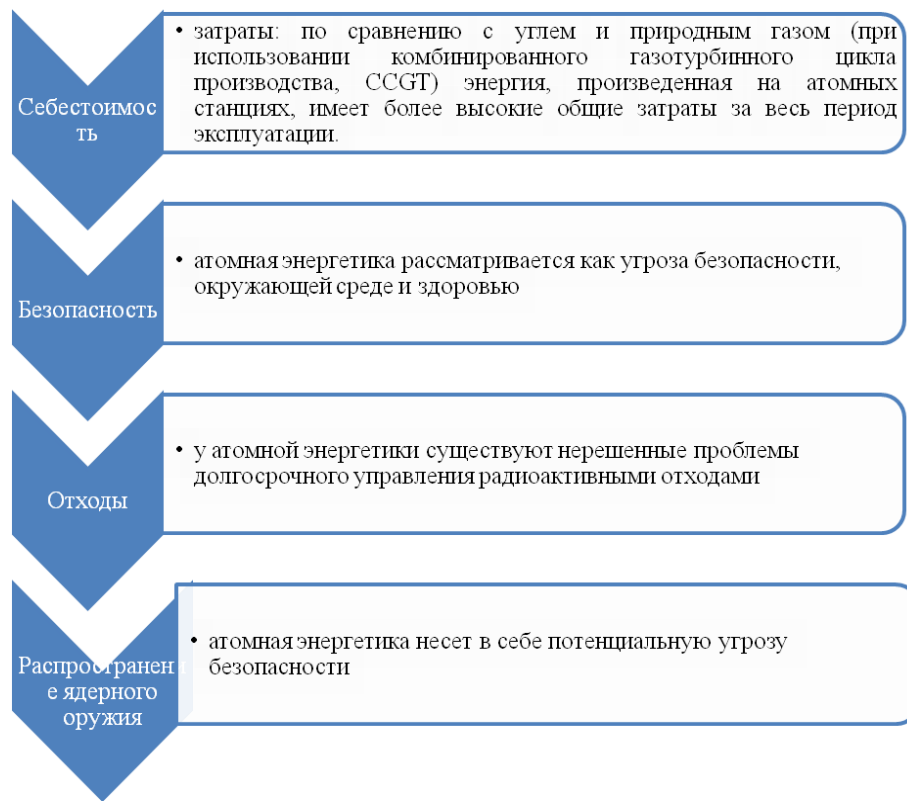 Себестоимос
ть
• затраты: по сравнению с углем и природным газом (при
использовании комбинированного газотурбинного цикла
производства, CCGT) энергия, произведенная на атомных
станциях, имеет более высокие общие затраты за весь период
эксплуатации.
Безопасность
• атомная энергетика рассматривается как угроза безопасности,
окружающей среде и здоровью
Отходы
• у атомной энергетики существуют нерешенные проблемы
долгосрочного управления радиоактивными отходами
Распространени
е ядерного
оружия
• атомная энергетика несет в себе потенциальную угрозу
безопасности